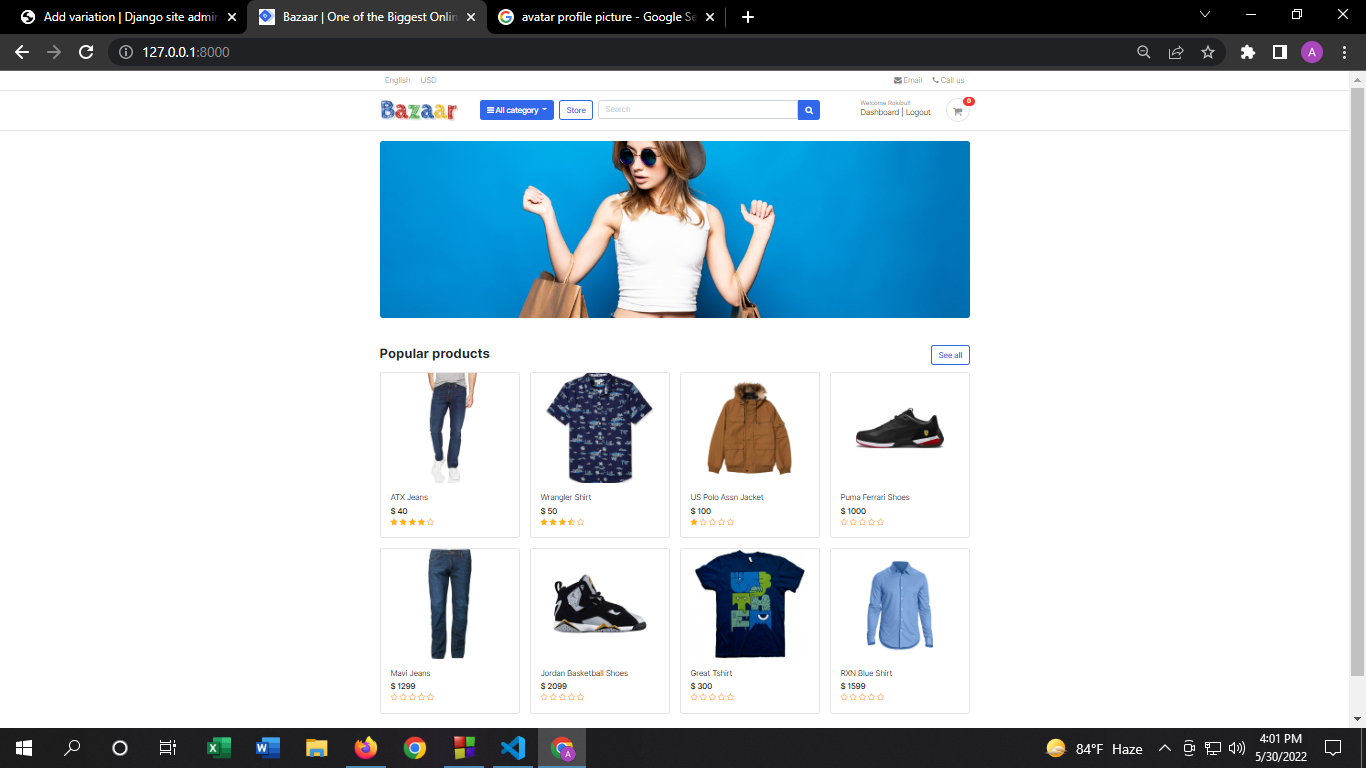 Add variation | Django site admin
Bazaar | One of the Biggest Onlin
avatar profile picture - Google Se
127.0.0.1:8000
A
English USD
Email Call us
Bazaar
All category
Store
Search
Welcome Rokibull
Dashboard | Logout
0
Popular products
See all
ATX Jeans
$ 40
Wrangler Shirt
$ 50
US Polo Assn Jacket
$ 100
Puma Ferrari Shoes
$ 1000
Mavi Jeans
$ 1299
Jordan Basketball Shoes
$ 2099
Great Tshirt
$ 300
RXN Blue Shirt
$ 1599
84°F Haze
4:01 PM
5/30/2022